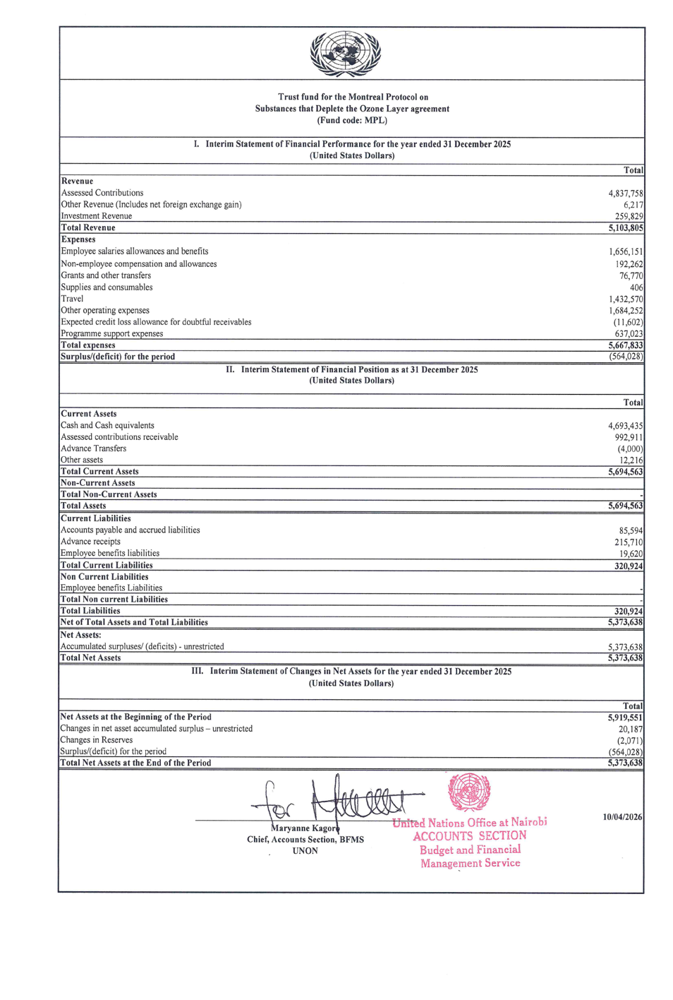 Trust fund for the Montreal Protocol on
Substances that Deplete the Ozone Layer agreement
(Fund code: MPL)
I. Interim Statement of Financial Performance for the year ended 31 December 2025
(United States Dollars)
Total
Revenue
Assessed Contributions 4,837,758
Other Revenue (Includes net foreign exchange gain) 6,217
Investment Revenue 259,829
Total Revenue 5,103,805
Expenses
Employee salaries allowances and benefits 1,656,151
Non-employee compensation and allowances 192,262
Grants and other transfers 76,770
Supplies and consumables 406
Travel 1,432,570
Other operating expenses 1,684,252
Expected credit loss allowance for doubtful receivables (11,602)
Programme support expenses 637,023
Total expenses 5,667,833
Surplus/(deficit) for the period (564,028)
II. Interim Statement of Financial Position as at 31 December 2025
(United States Dollars)
Total
Current Assets
Cash and Cash equivalents 4,693,435
Assessed contributions receivable 992,911
Advance Transfers (4,000)
Other assets 12,216
Total Current Assets 5,694,563
Non-Current Assets
Total Non-Current Assets -
Total Assets 5,694,563
Current Liabilities
Accounts payable and accrued liabilities 85,594
Advance receipts 215,710
Employee benefits liabilities 19,620
Total Current Liabilities 320,924
Non Current Liabilities
Employee benefits Liabilities -
Total Non current Liabilities -
Total Liabilities 320,924
Net of Total Assets and Total Liabilities 5,373,638
Net Assets:
Accumulated surpluses/ (deficits) - unrestricted 5,373,638
Total Net Assets 5,373,638
III. Interim Statement of Changes in Net Assets for the year ended 31 December 2025
(United States Dollars)
Total
Net Assets at the Beginning of the Period 5,919,551
Changes in net asset accumulated surplus – unrestricted 20,187
Changes in Reserves (2,071)
Surplus/(deficit) for the period (564,028)
Total Net Assets at the End of the Period 5,373,638
for
10/04/2026
Maryanne Kagoro
Chief, Accounts Section, BFMS
UNON
United Nations Office at Nairobi
ACCOUNTS SECTION
Budget and Financial
Management Service